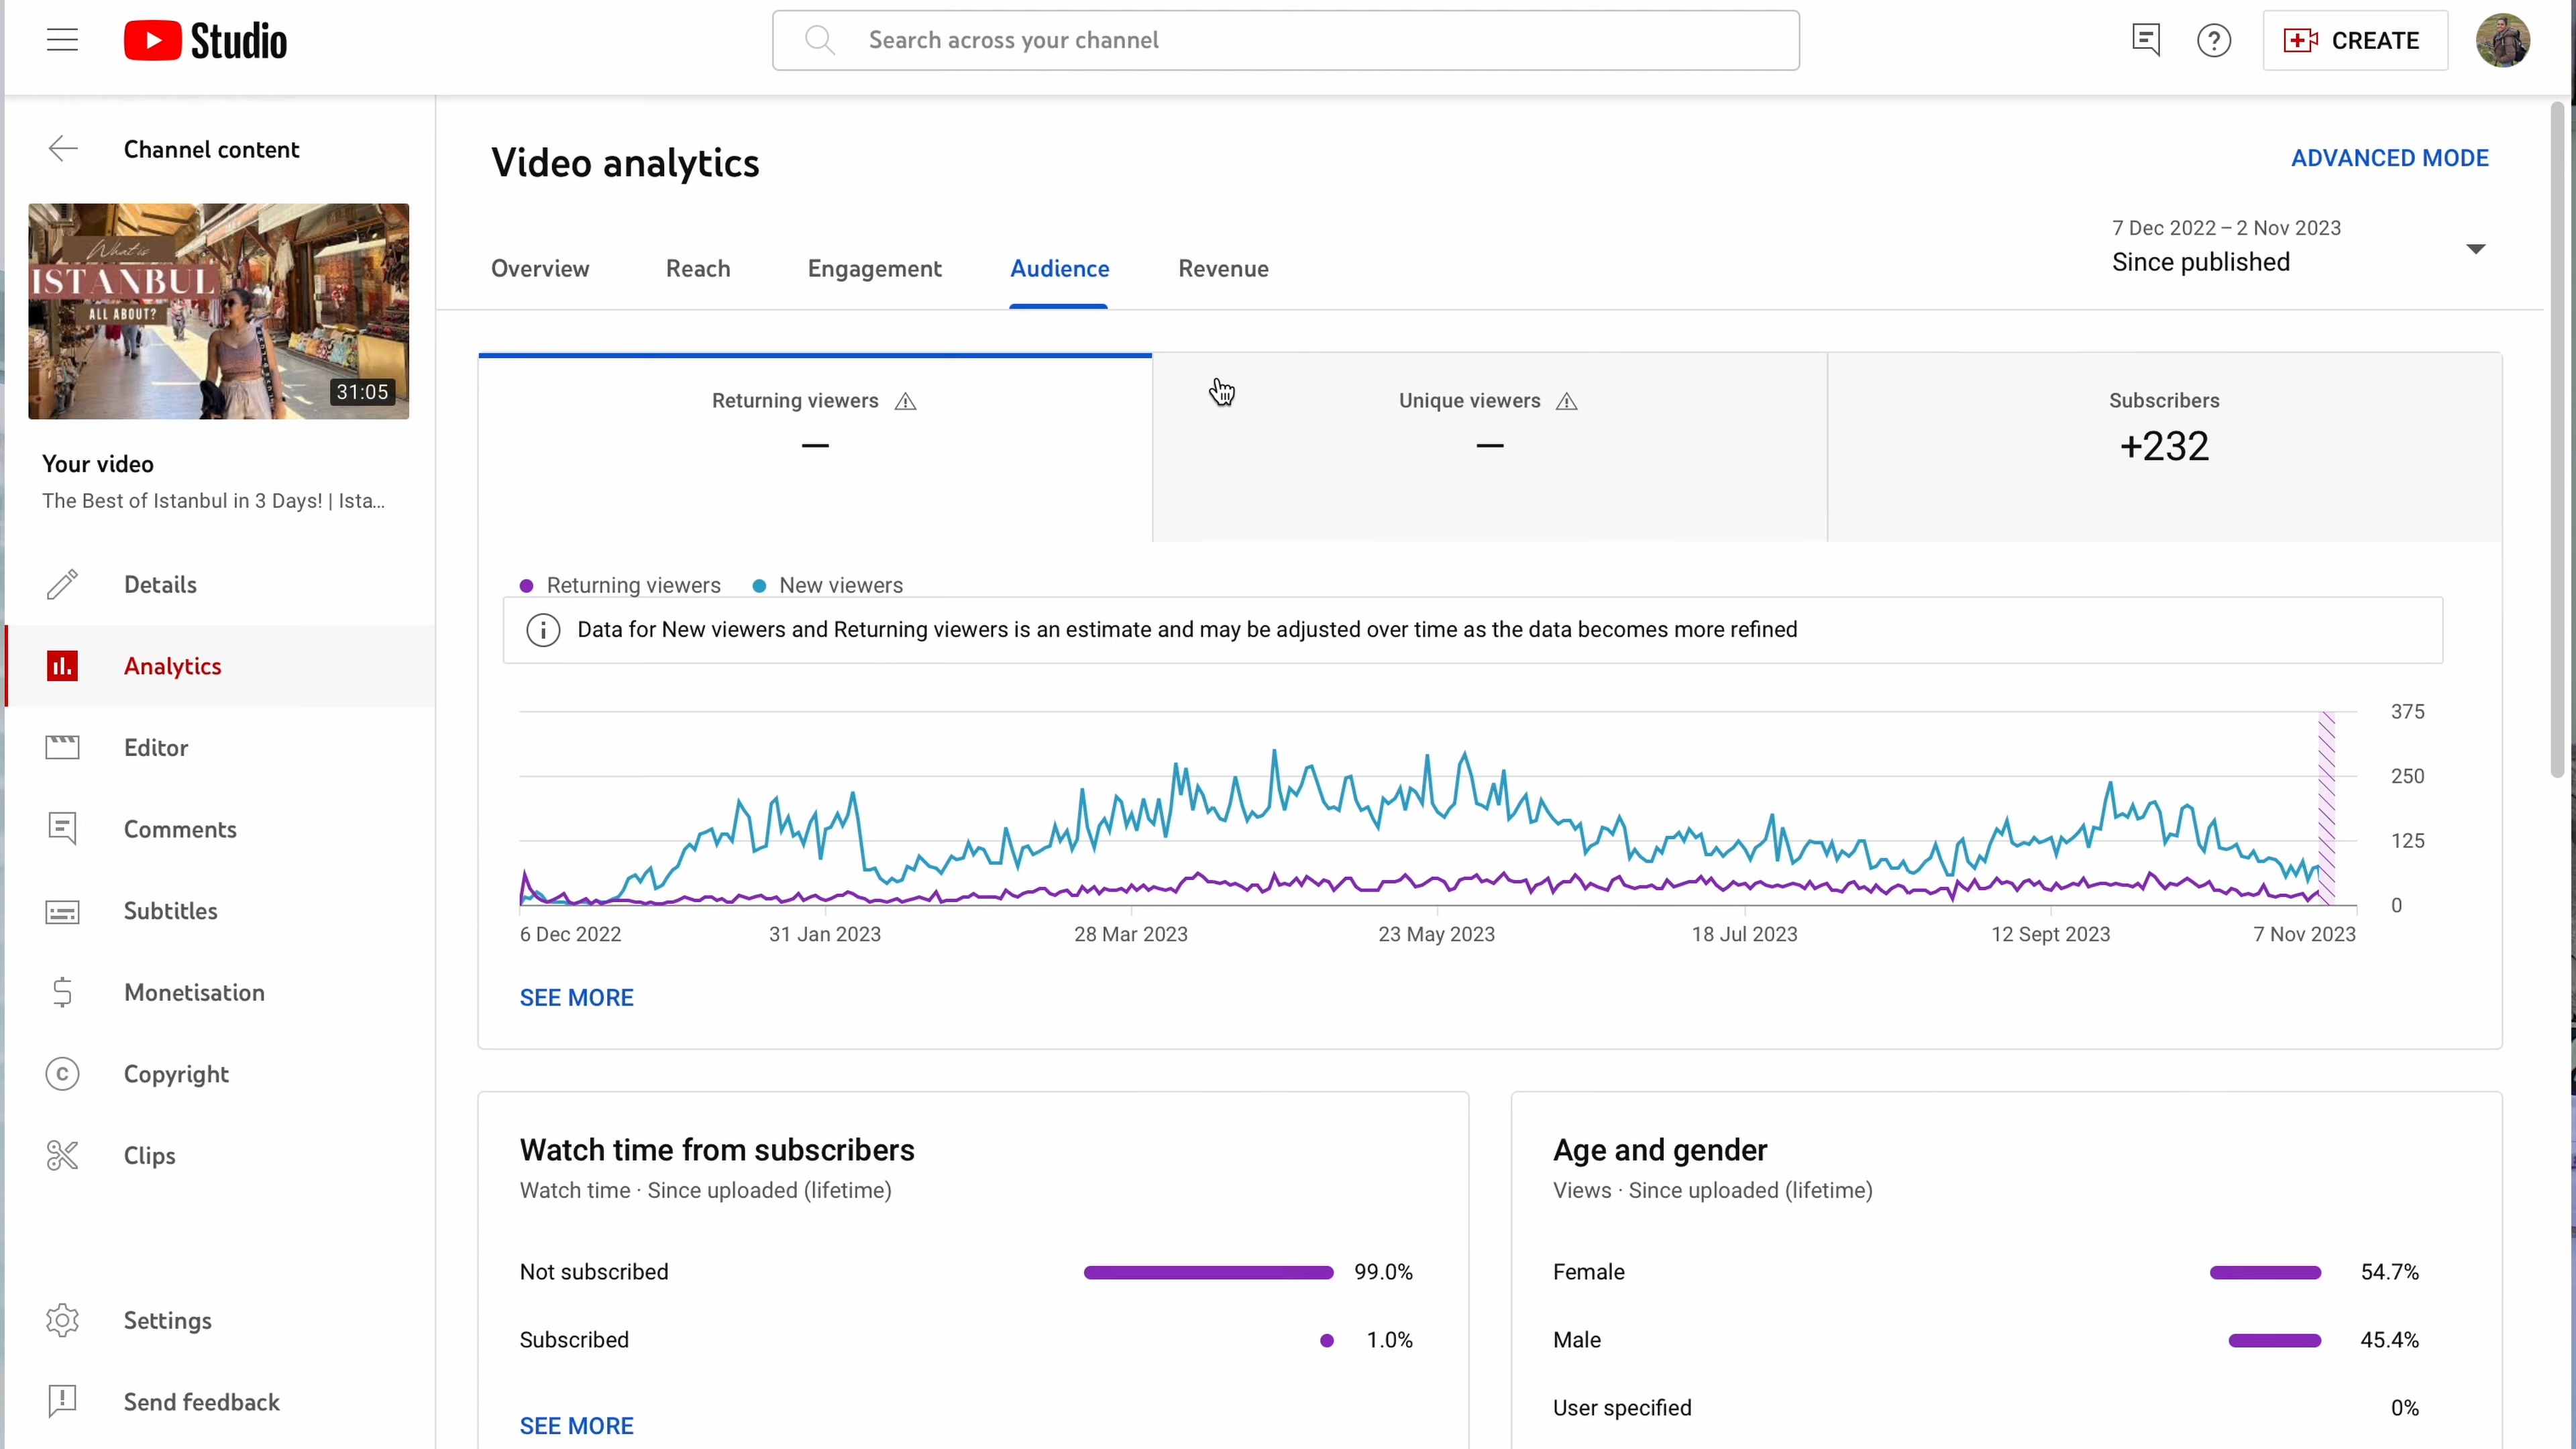 Studio
Search across your channel
CREATE
Channel content
What is
ISTANBUL
ALL ABOUT?
31:05
Your video
The Best of Istanbul in 3 Days! | Ista...
Details
Analytics
Editor
Comments
Subtitles
Monetisation
Copyright
Clips
Settings
Send feedback
Video analytics
ADVANCED MODE
7 Dec 2022 – 2 Nov 2023
Since published
Overview Reach Engagement Audience Revenue
Returning viewers
—
Unique viewers
—
Subscribers
+232
Returning viewers New viewers
Data for New viewers and Returning viewers is an estimate and may be adjusted over time as the data becomes more refined
375
250
125
0
6 Dec 2022 31 Jan 2023 28 Mar 2023 23 May 2023 18 Jul 2023 12 Sept 2023 7 Nov 2023
SEE MORE
Watch time from subscribers
Watch time · Since uploaded (lifetime)
Not subscribed 99.0%
Subscribed 1.0%
SEE MORE
Age and gender
Views · Since uploaded (lifetime)
Female 54.7%
Male 45.4%
User specified 0%